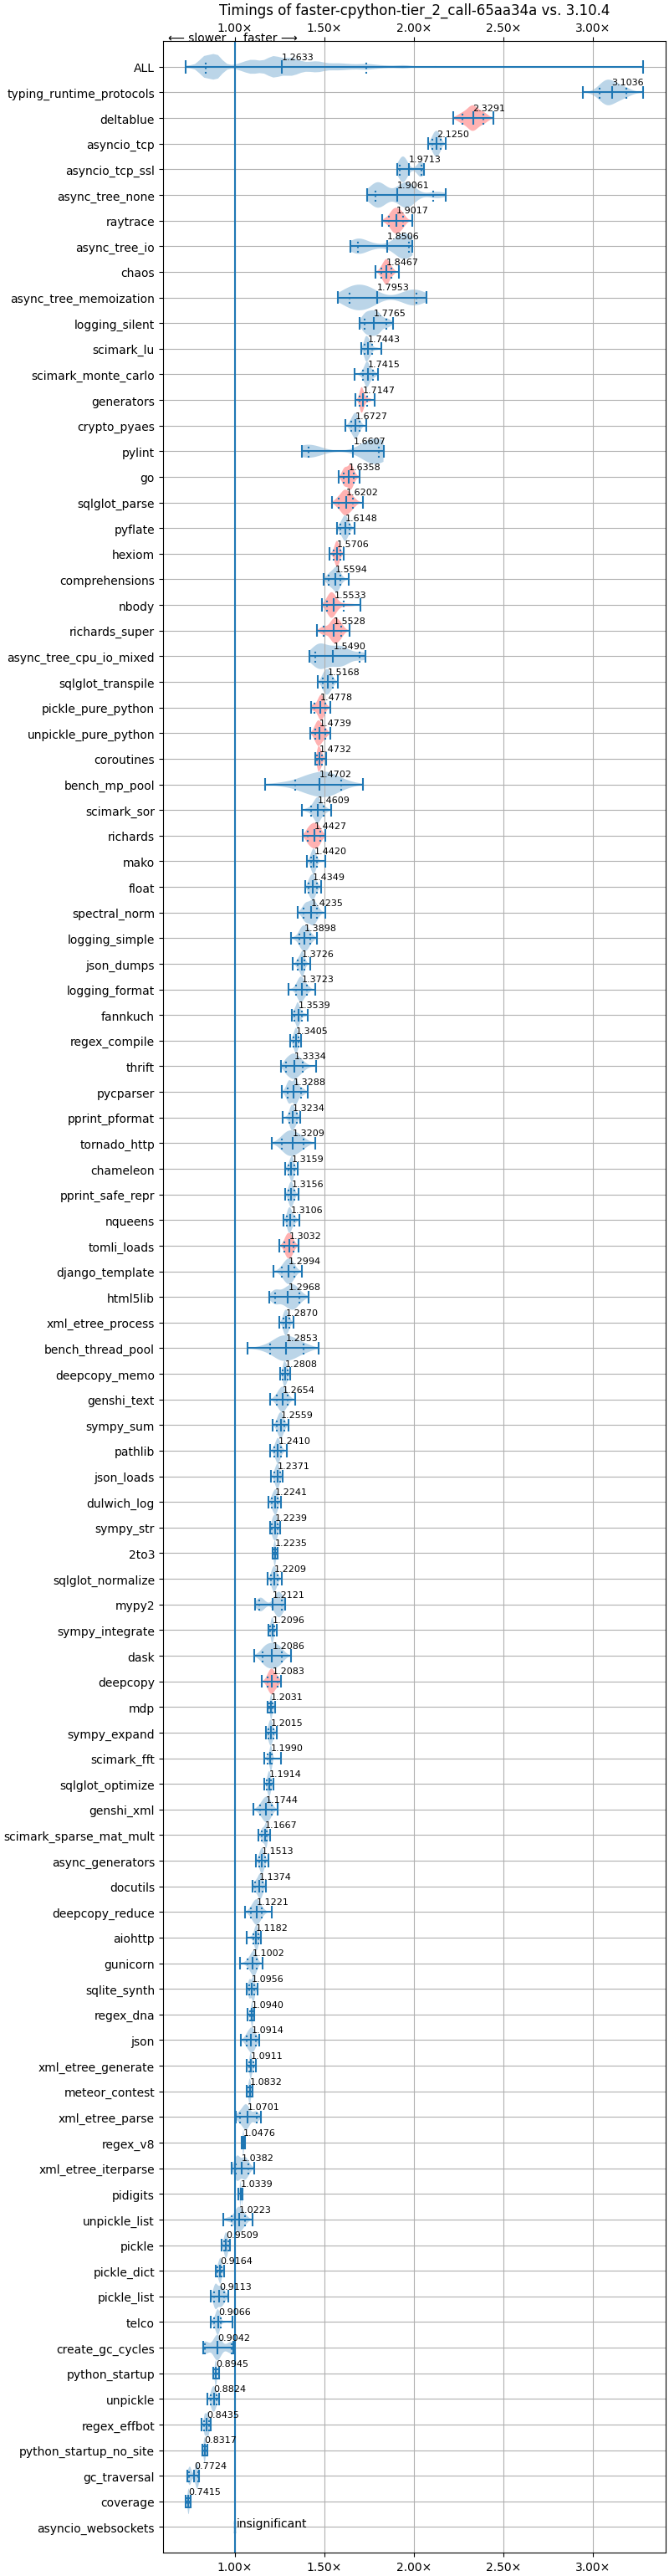 Timings of faster-cpython-tier_2_call-65aa34a vs. 3.10.4
1.00× 1.50× 2.00× 2.50× 3.00×
⟵ slower faster ⟶
ALL 1.2633
typing_runtime_protocols 3.1036
deltablue 2.3291
asyncio_tcp 2.1250
asyncio_tcp_ssl 1.9713
async_tree_none 1.9061
raytrace 1.9017
async_tree_io 1.8506
chaos 1.8467
async_tree_memoization 1.7953
logging_silent 1.7765
scimark_lu 1.7443
scimark_monte_carlo 1.7415
generators 1.7147
crypto_pyaes 1.6727
pylint 1.6607
go 1.6358
sqlglot_parse 1.6202
pyflate 1.6148
hexiom 1.5706
comprehensions 1.5594
nbody 1.5533
richards_super 1.5528
async_tree_cpu_io_mixed 1.5490
sqlglot_transpile 1.5168
pickle_pure_python 1.4778
unpickle_pure_python 1.4739
coroutines 1.4732
bench_mp_pool 1.4702
scimark_sor 1.4609
richards 1.4427
mako 1.4420
float 1.4349
spectral_norm 1.4235
logging_simple 1.3898
json_dumps 1.3726
logging_format 1.3723
fannkuch 1.3539
regex_compile 1.3405
thrift 1.3334
pycparser 1.3288
pprint_pformat 1.3234
tornado_http 1.3209
chameleon 1.3159
pprint_safe_repr 1.3156
nqueens 1.3106
tomli_loads 1.3032
django_template 1.2994
html5lib 1.2968
xml_etree_process 1.2870
bench_thread_pool 1.2853
deepcopy_memo 1.2808
genshi_text 1.2654
sympy_sum 1.2559
pathlib 1.2410
json_loads 1.2371
dulwich_log 1.2241
sympy_str 1.2239
2to3 1.2235
sqlglot_normalize 1.2209
mypy2 1.2121
sympy_integrate 1.2096
dask 1.2086
deepcopy 1.2083
mdp 1.2031
sympy_expand 1.2015
scimark_fft 1.1990
sqlglot_optimize 1.1914
genshi_xml 1.1744
scimark_sparse_mat_mult 1.1667
async_generators 1.1513
docutils 1.1374
deepcopy_reduce 1.1221
aiohttp 1.1182
gunicorn 1.1002
sqlite_synth 1.0956
regex_dna 1.0940
json 1.0914
xml_etree_generate 1.0911
meteor_contest 1.0832
xml_etree_parse 1.0701
regex_v8 1.0476
xml_etree_iterparse 1.0382
pidigits 1.0339
unpickle_list 1.0223
pickle 0.9509
pickle_dict 0.9164
pickle_list 0.9113
telco 0.9066
create_gc_cycles 0.9042
python_startup 0.8945
unpickle 0.8824
regex_effbot 0.8435
python_startup_no_site 0.8317
gc_traversal 0.7724
coverage 0.7415
asyncio_websockets insignificant
1.00× 1.50× 2.00× 2.50× 3.00×